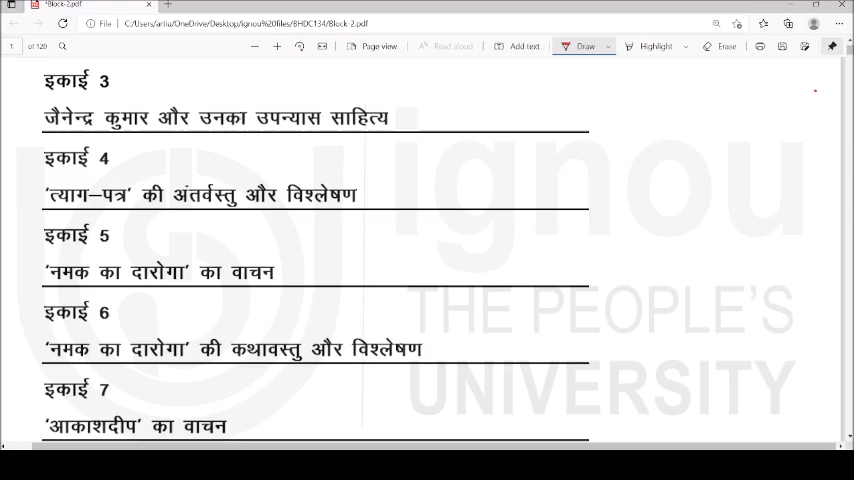 *Block-2.pdf
File
C:/Users/artia/OneDrive/Desktop/ignou%20files/BHDC134/Block-2.pdf
1 of 120
Page view
Read aloud
Add text
Draw
Highlight
Erase
इकाई 3
जैनेन्द्र कुमार और उनका उपन्यास साहित्य
इकाई 4
'त्याग–पत्र' की अंतर्वस्तु और विश्लेषण
इकाई 5
'नमक का दारोगा' का वाचन
इकाई 6
'नमक का दारोगा' की कथावस्तु और विश्लेषण
इकाई 7
'आकाशदीप' का वाचन
ignou
THE PEOPLE'S
UNIVERSITY